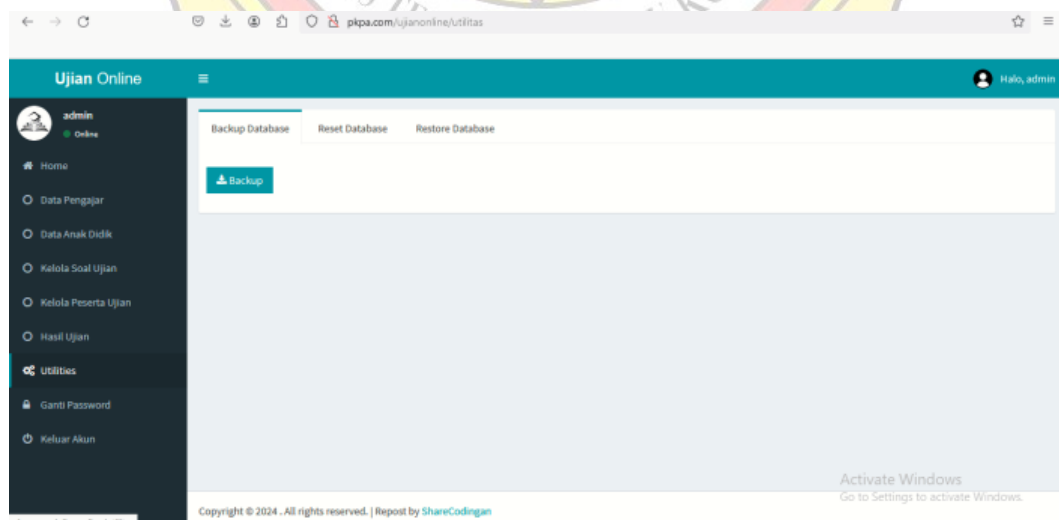 pkpa.com/ujianonline/utilitas
Ujian Online
Halo, admin
admin
Online
Home
Data Pengajar
Data Anak Didik
Kelola Soal Ujian
Kelola Peserta Ujian
Hasil Ujian
Utilities
Ganti Password
Keluar Akun
Backup Database Reset Database Restore Database
Backup
Activate Windows
Go to Settings to activate Windows.
Copyright © 2024 . All rights reserved. | Repost by ShareCodingan